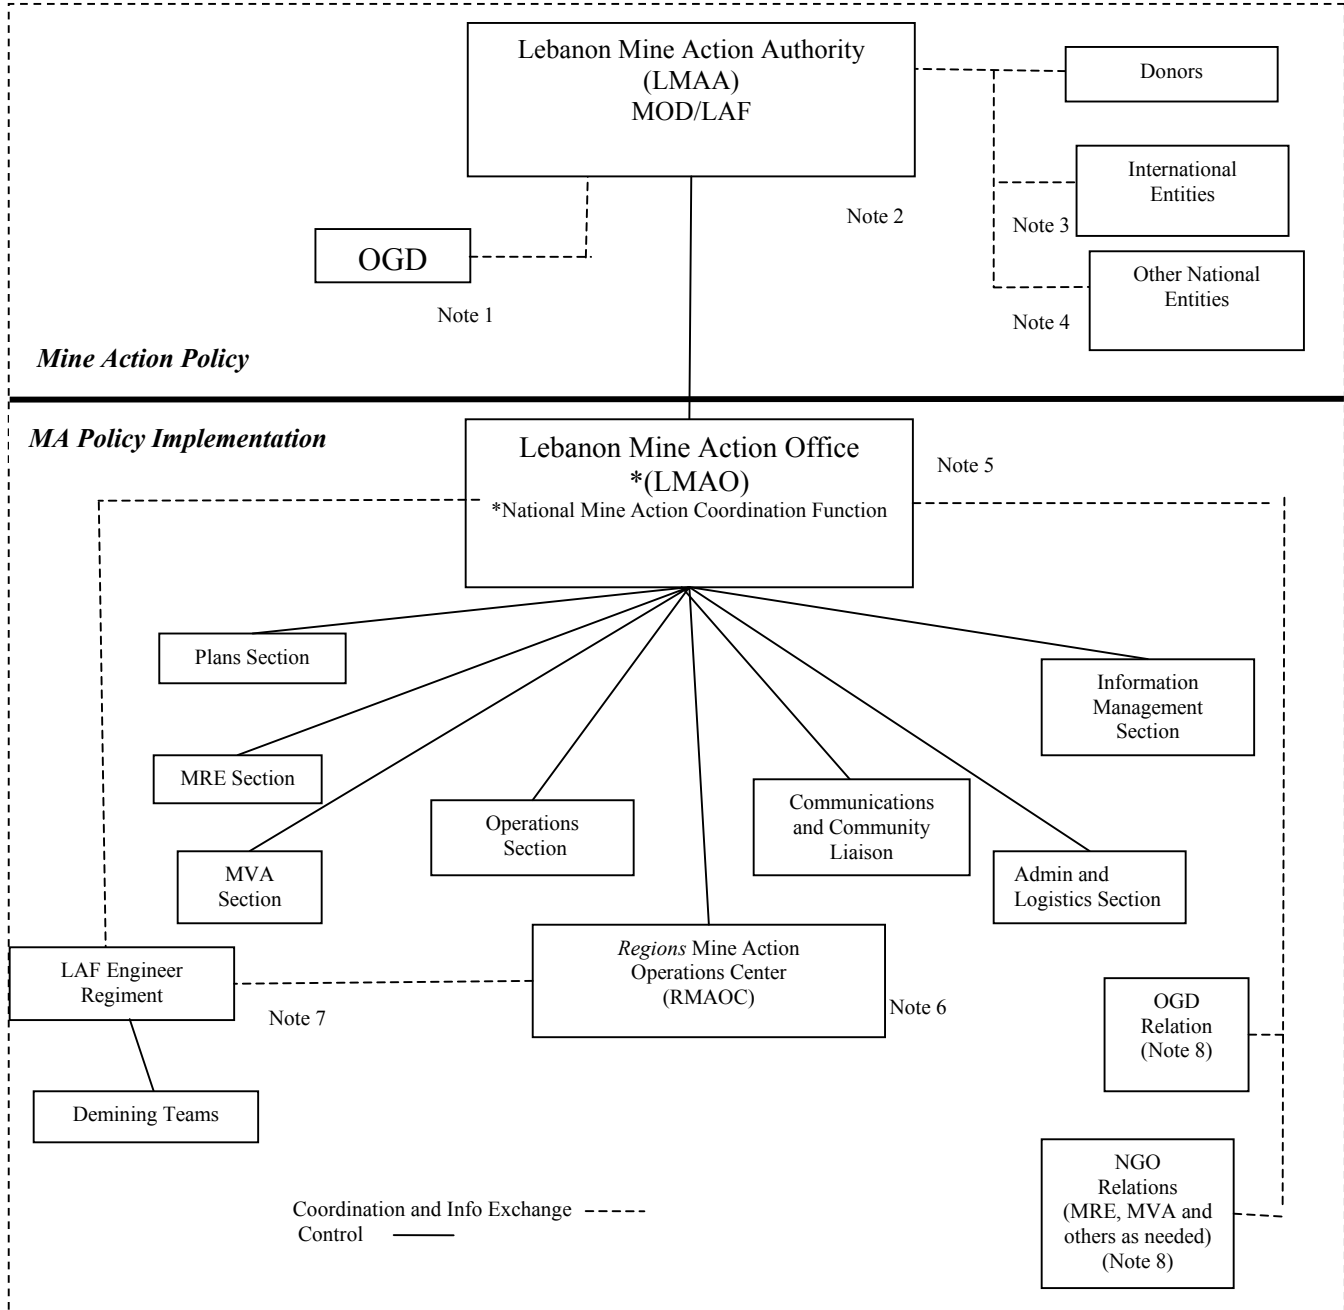 Lebanon Mine Action Authority
(LMAA)
MOD/LAF
Donors
International
Entities
Note 2
Note 3
OGD
Other National
Entities
Note 1
Note 4
Mine Action Policy
MA Policy Implementation
Lebanon Mine Action Office
*(LMAO)
*National Mine Action Coordination Function
Note 5
Plans Section
Information
Management
Section
MRE Section
Operations
Section
Communications
and Community
Liaison
MVA
Section
Admin and
Logistics Section
LAF Engineer
Regiment
Regions Mine Action
Operations Center
(RMAOC)
Note 7
Note 6
OGD
Relation
(Note 8)
Demining Teams
NGO
Relations
(MRE, MVA and
others as needed)
(Note 8)
Coordination and Info Exchange
Control